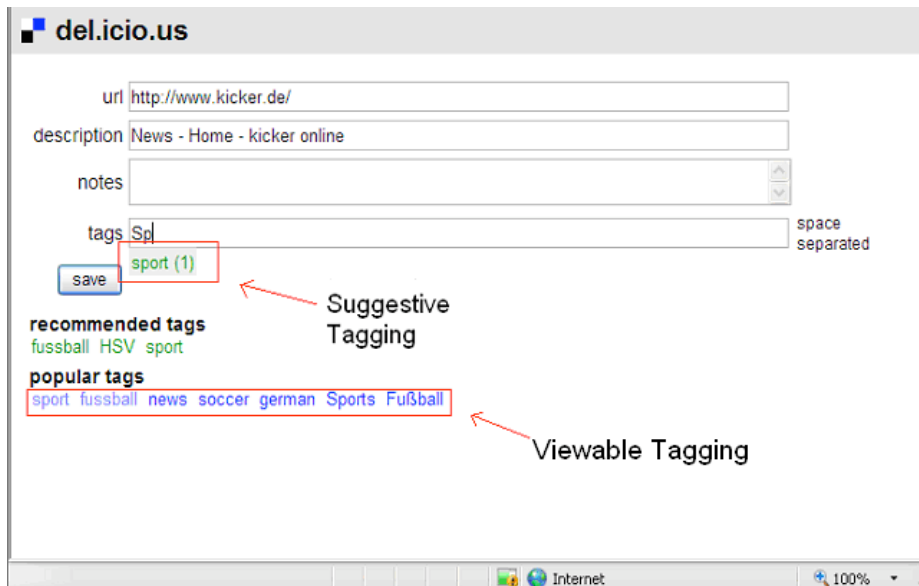 del.icio.us
url http://www.kicker.de/
description News - Home - kicker online
notes
tags Sp
space
separated
sport (1)
save
Suggestive
Tagging
recommended tags
fussball HSV sport
popular tags
sport fussball news soccer german Sports Fußball
Viewable Tagging
Internet 100%